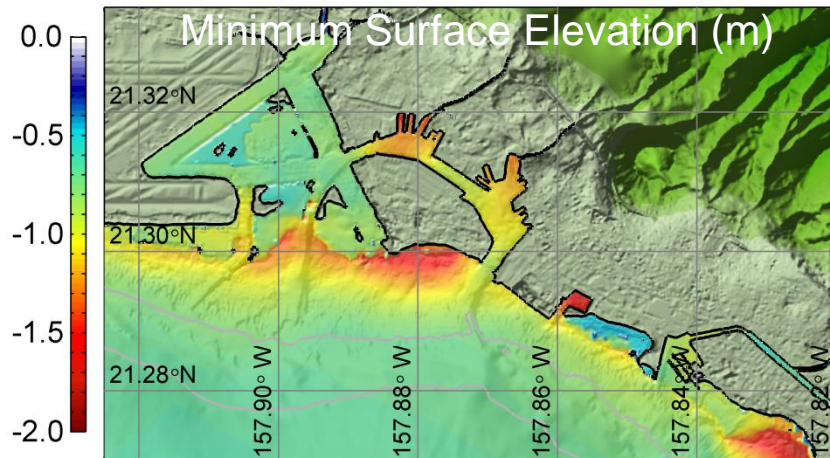 Minimum Surface Elevation (m)
0.0
-0.5
-1.0
-1.5
-2.0
21.32°N
21.30°N
21.28°N
157.90° W
157.88° W
157.86° W
157.84° W
157.82° W